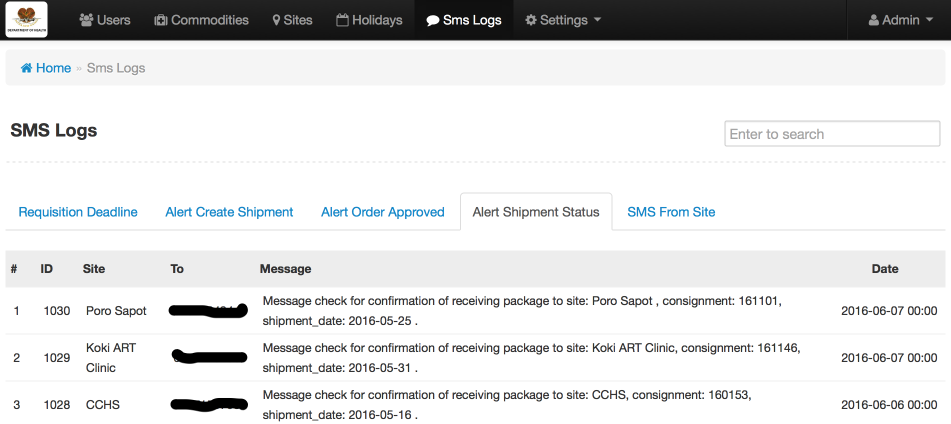 DEPARTMENT OF HEALTH
Users Commodities Sites Holidays Sms Logs Settings Admin
Home » Sms Logs
SMS Logs
Enter to search
Requisition Deadline Alert Create Shipment Alert Order Approved Alert Shipment Status SMS From Site
# ID Site To Message Date
1 1030 Poro Sapot Message check for confirmation of receiving package to site: Poro Sapot , consignment: 161101, 2016-06-07 00:00
shipment_date: 2016-05-25 .
2 1029 Koki ART Message check for confirmation of receiving package to site: Koki ART Clinic, consignment: 161146, 2016-06-07 00:00
Clinic shipment_date: 2016-05-31 .
3 1028 CCHS Message check for confirmation of receiving package to site: CCHS, consignment: 160153, 2016-06-06 00:00
shipment_date: 2016-05-16 .